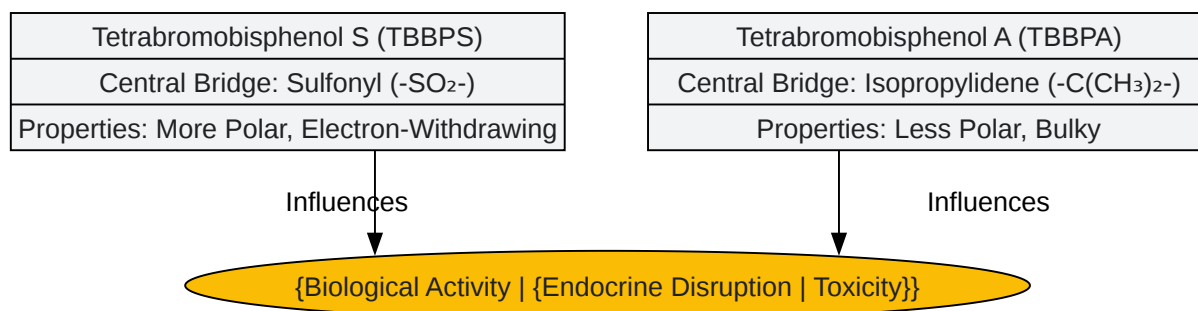 Tetrabromobisphenol S (TBBPS)
Central Bridge: Sulfonyl (-SO₂-)
Properties: More Polar, Electron-Withdrawing
Tetrabromobisphenol A (TBBPA)
Central Bridge: Isopropylidene (-C(CH₃)₂-)
Properties: Less Polar, Bulky
Influences
Influences
{Biological Activity | {Endocrine Disruption | Toxicity}}